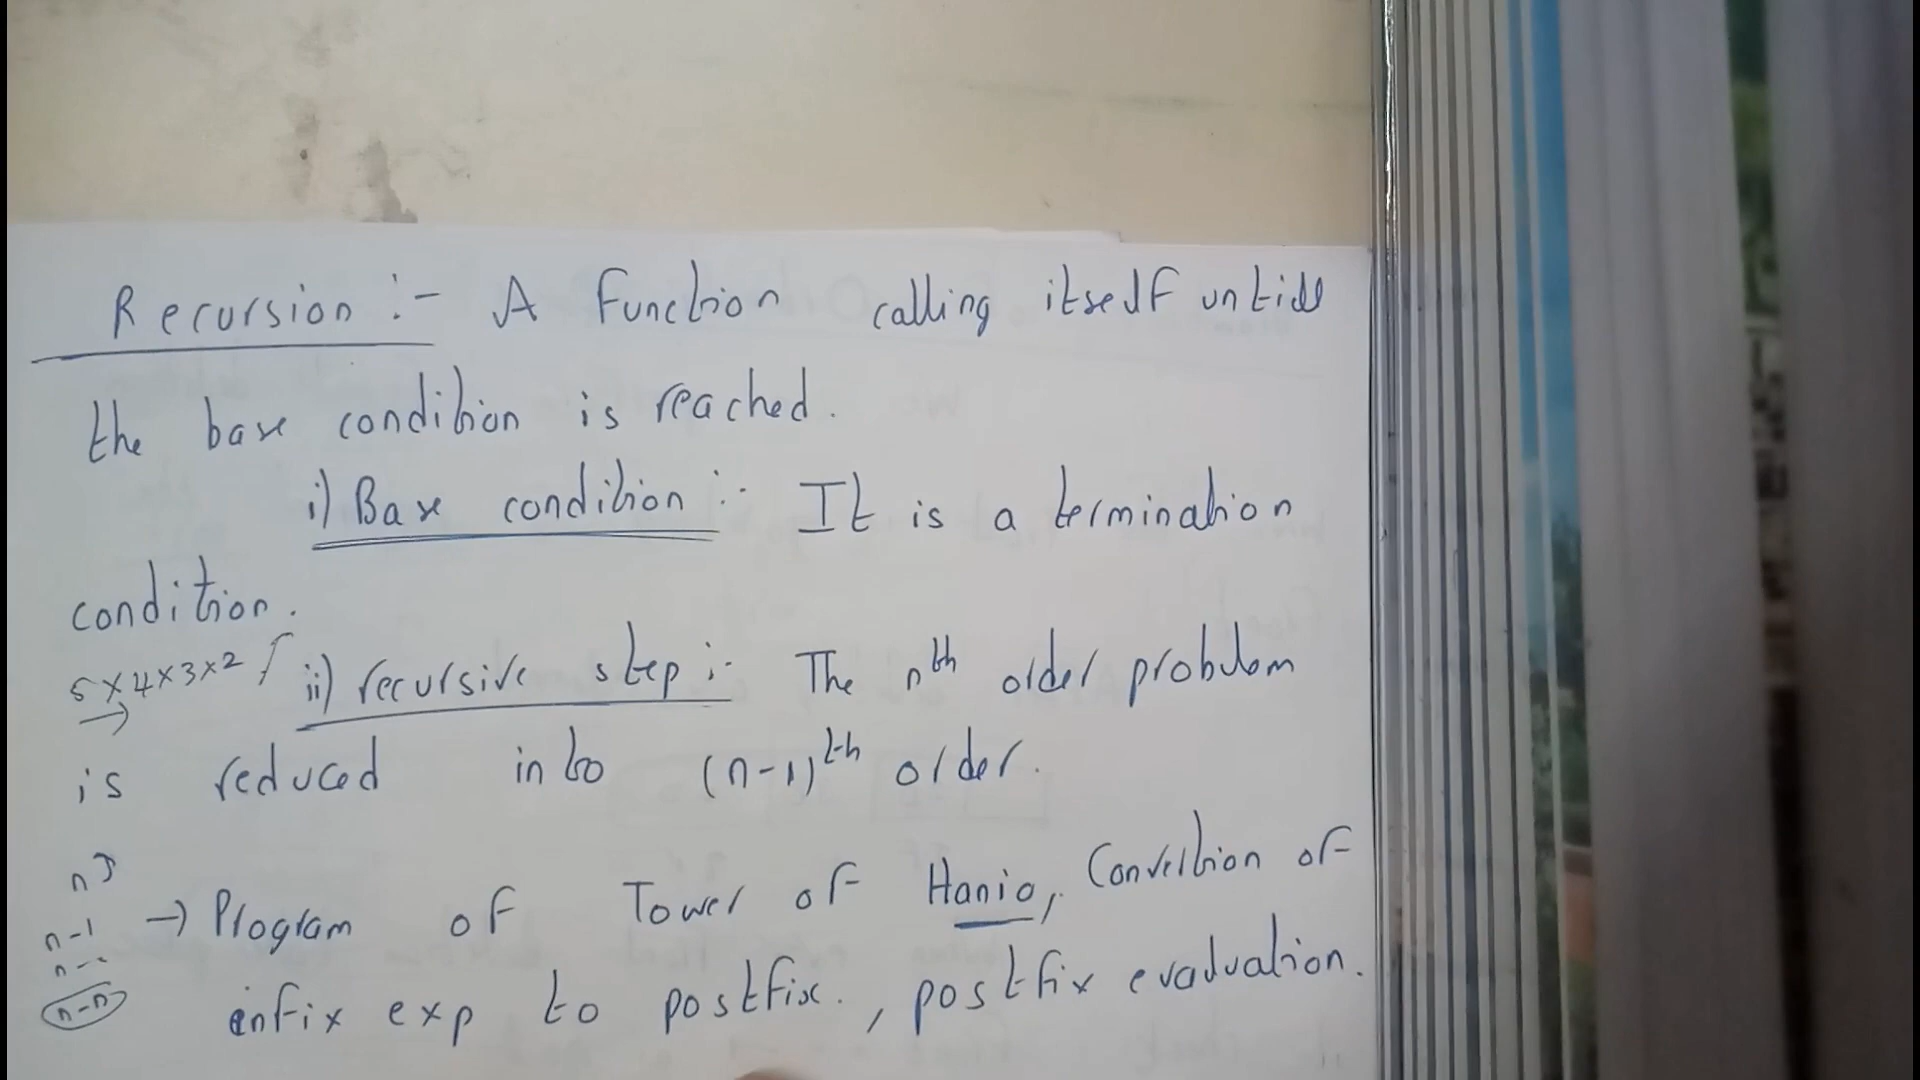 Recursion :- A Function calling itself untill
the base condition is reached.
i) Base condition :- It is a termination
condition.
5 x 4 x 3 x 2
ii) recursive step :- The nth order problem
is reduced into (n-1)th order.
n
n-1
n-n
→ Program of Tower of Hanio, Convertion of
infix exp to postfix. , postfix evaluation.